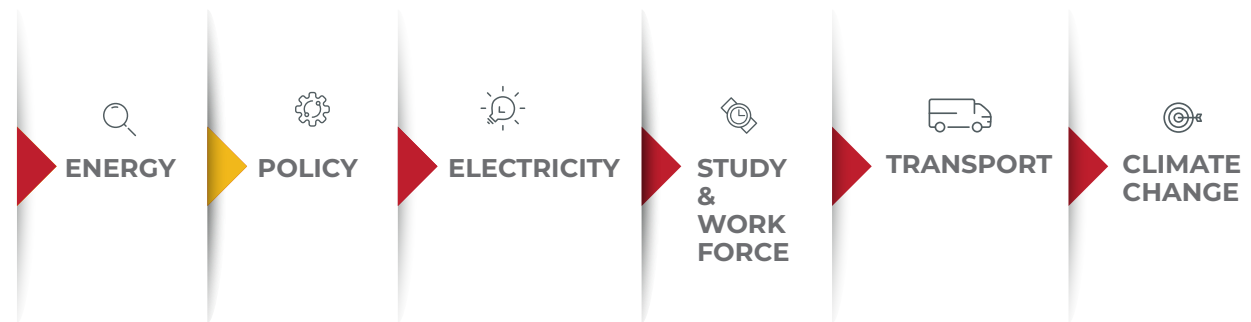 ENERGY
POLICY
ELECTRICITY
STUDY
&
WORK
FORCE
TRANSPORT
CLIMATE
CHANGE